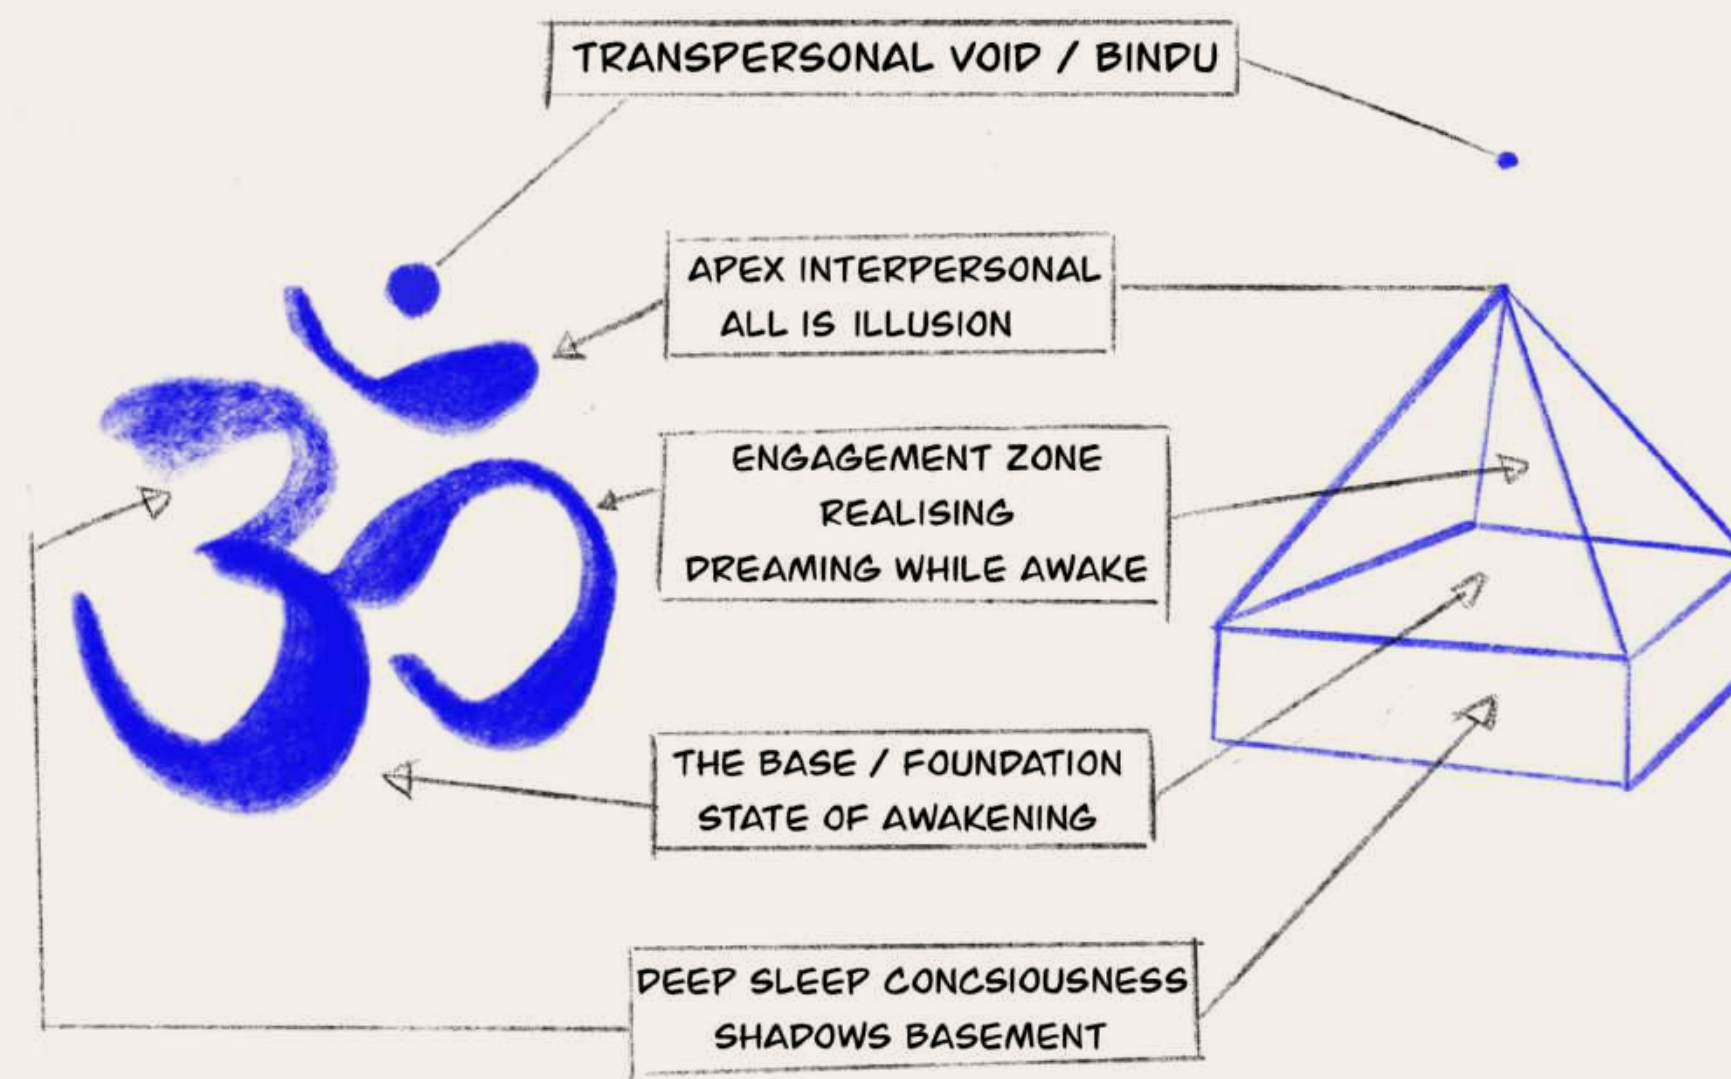 TRANSPERSONAL VOID / BINDU
APEX INTERPERSONAL
ALL IS ILLUSION
ENGAGEMENT ZONE
REALISING
DREAMING WHILE AWAKE
THE BASE / FOUNDATION
STATE OF AWAKENING
DEEP SLEEP CONCSIOUSNESS
SHADOWS BASEMENT
ॐ